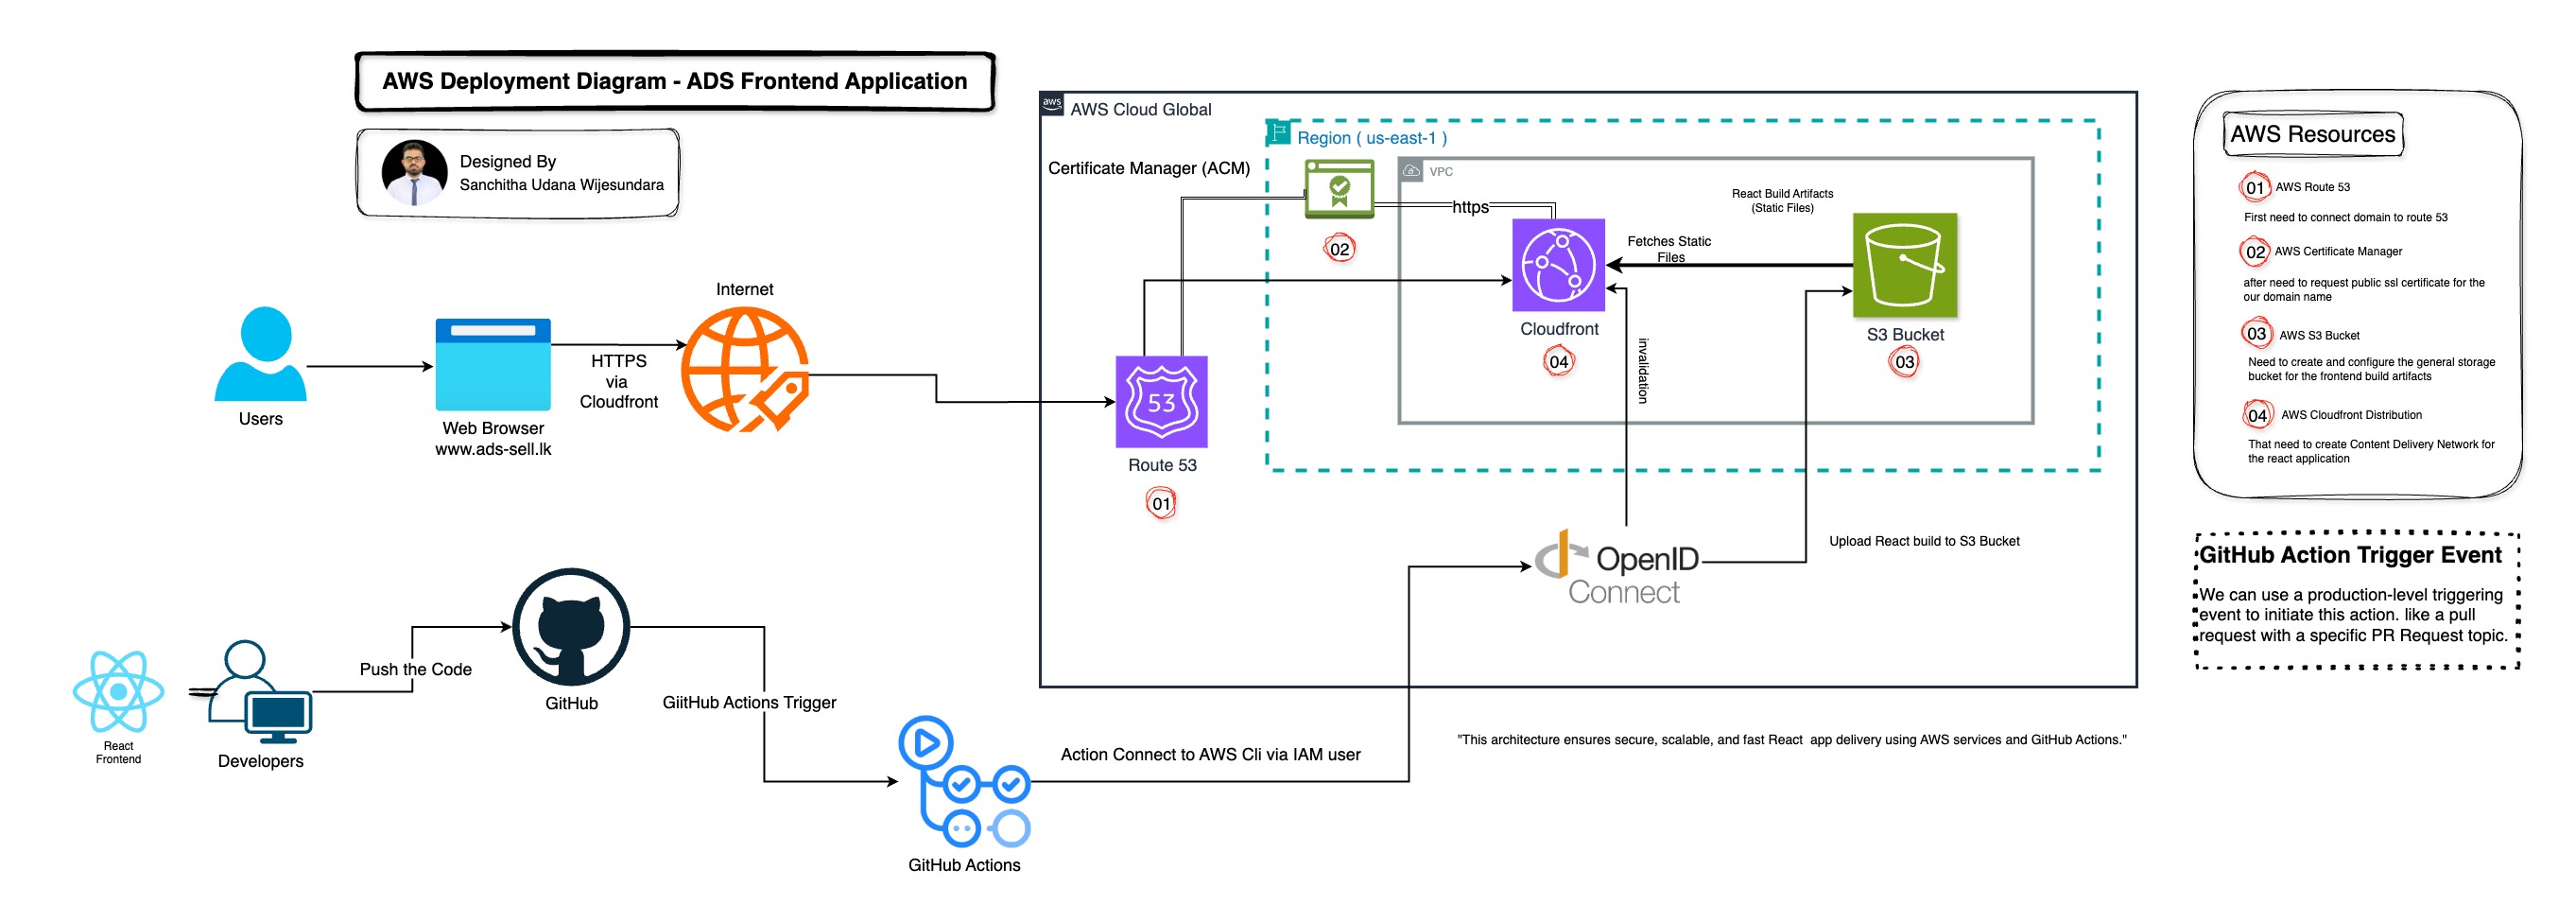 AWS Deployment Diagram - ADS Frontend Application
Designed By
Sanchitha Udana Wijesundara
aws
AWS Cloud Global
Region ( us-east-1 )
Certificate Manager (ACM)
VPC
https
02
React Build Artifacts
(Static Files)
Fetches Static
Files
Cloudfront
04
S3 Bucket
03
invalidation
Internet
HTTPS
via
Cloudfront
Users
Web Browser
www.ads-sell.lk
53
Route 53
01
OpenID
Connect
Upload React build to S3 Bucket
React
Frontend
Developers
Push the Code
GitHub
GiitHub Actions Trigger
GitHub Actions
Action Connect to AWS Cli via IAM user
"This architecture ensures secure, scalable, and fast React app delivery using AWS services and GitHub Actions."
AWS Resources
01 AWS Route 53
First need to connect domain to route 53
02 AWS Certificate Manager
after need to request public ssl certificate for the
our domain name
03 AWS S3 Bucket
Need to create and configure the general storage
bucket for the frontend build artifacts
04 AWS Cloudfront Distribution
That need to create Content Delivery Network for
the react application
GitHub Action Trigger Event
We can use a production-level triggering
event to initiate this action. like a pull
request with a specific PR Request topic.